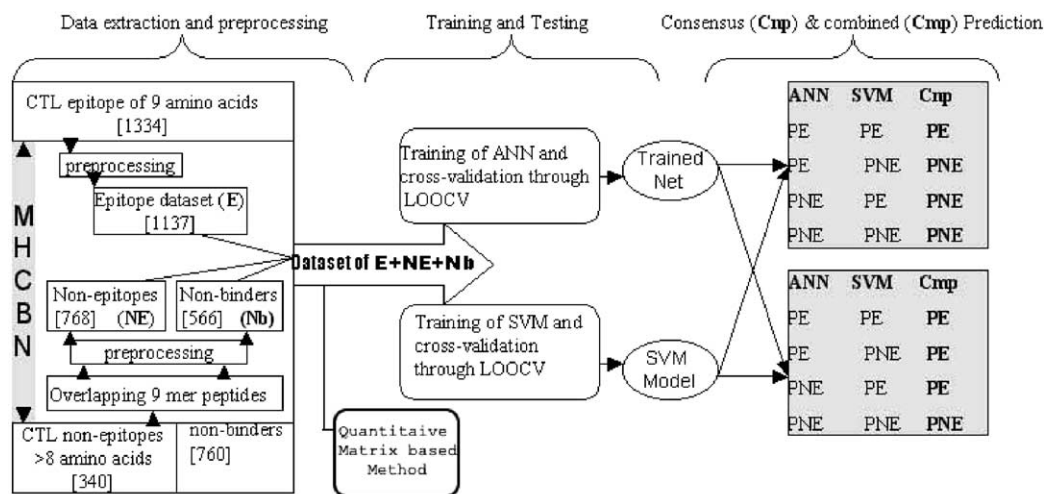 Data extraction and preprocessing
Training and Testing
Consensus (Cnp) & combined (Cmp) Prediction
CTL epitope of 9 amino acids
[1334]
preprocessing
Epitope dataset (E)
[1137]
MHCBN
Non-epitopes
[768] (NE)
Non-binders
[566] (Nb)
preprocessing
Overlapping 9 mer peptides
CTL non-epitopes
>8 amino acids
[340]
non-binders
[760]
Dataset of E+NE+Nb
Quantitaive
Matrix based
Method
Training of ANN and
cross-validation through
LOOCV
Trained
Net
Training of SVM and
cross-validation
through LOOCV
SVM
Model
ANN SVM Cnp
PE PE PE
PE PNE PNE
PNE PE PNE
PNE PNE PNE
ANN SVM Cmp
PE PE PE
PE PNE PE
PNE PE PE
PNE PNE PNE